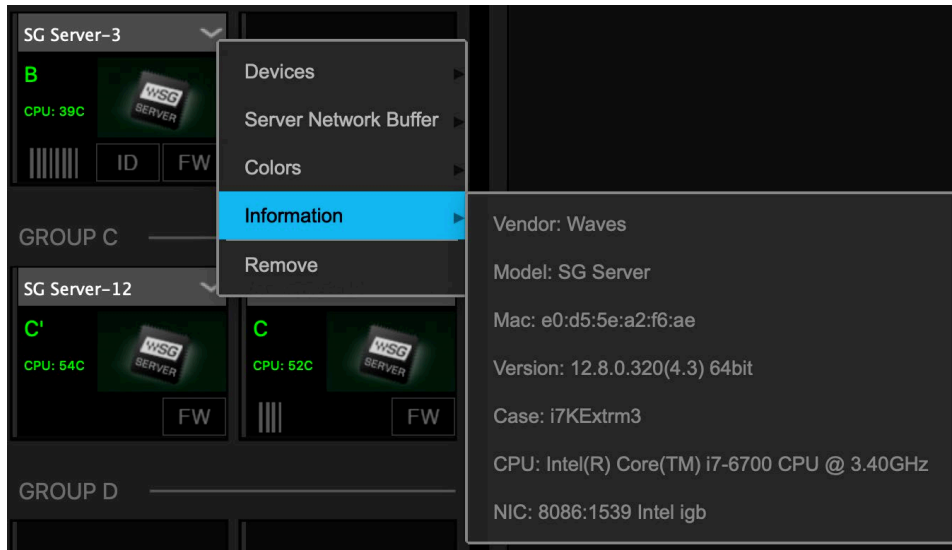 SG Server-3
B
CPU: 39C
WSG
SERVER
ID
FW
Devices
Server Network Buffer
Colors
Information
Remove
Vendor: Waves
Model: SG Server
Mac: e0:d5:5e:a2:f6:ae
Version: 12.8.0.320(4.3) 64bit
Case: i7KExtrm3
CPU: Intel(R) Core(TM) i7-6700 CPU @ 3.40GHz
NIC: 8086:1539 Intel igb
GROUP C
SG Server-12
C'
CPU: 54C
WSG
SERVER
FW
C
CPU: 52C
WSG
SERVER
FW
GROUP D